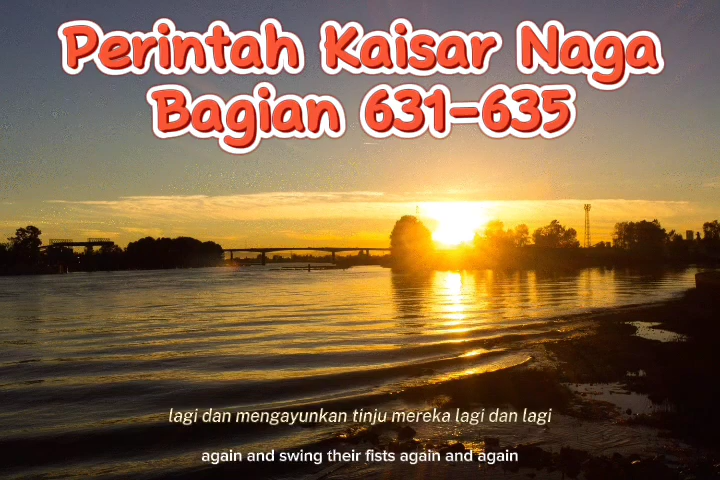 Perintah Kaisar Naga
Bagian 631-635
lagi dan mengayunkan tinju mereka lagi dan lagi
again and swing their fists again and again